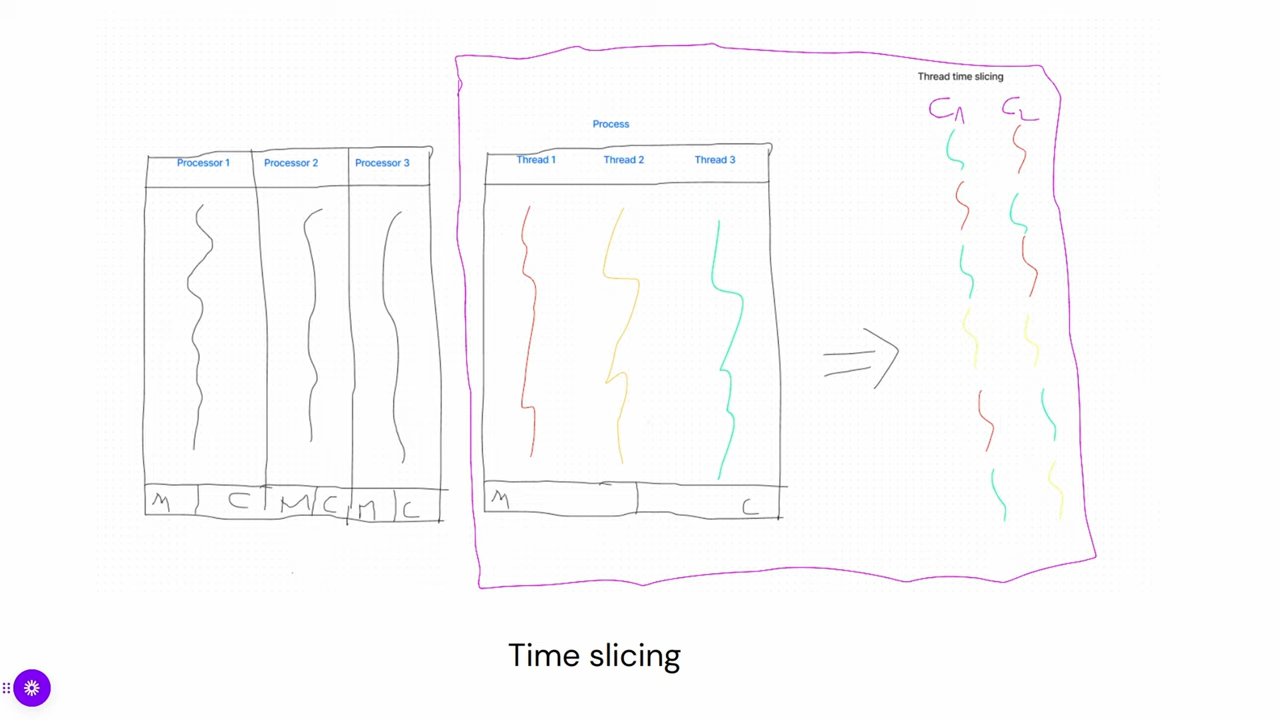 Thread time slicing
C1 C2
Process
Processor 1 Processor 2 Processor 3
Thread 1 Thread 2 Thread 3
M C M C M C
M C
Time slicing